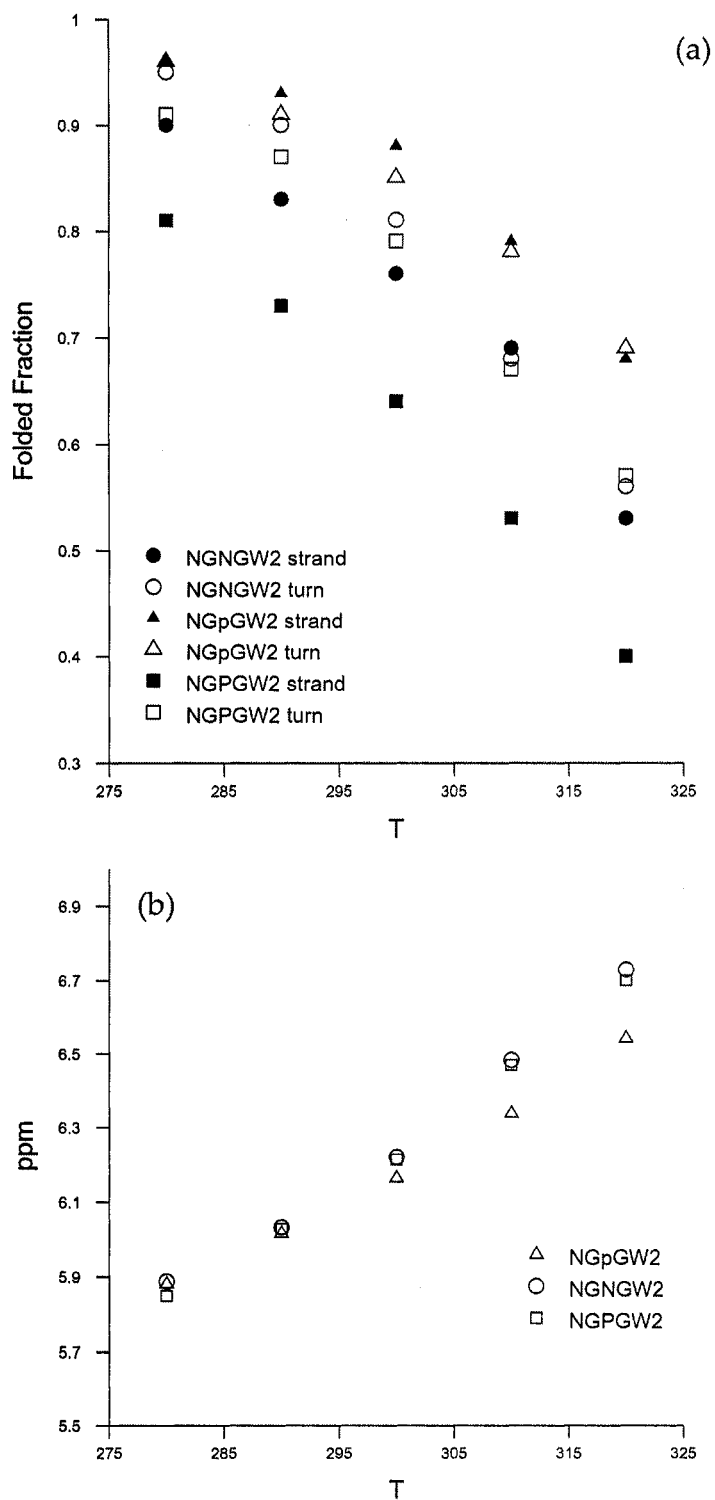 (a)
1
0.9
0.8
0.7
0.6
0.5
0.4
0.3
Folded Fraction
NGNGW2 strand
NGNGW2 turn
NGpGW2 strand
NGpGW2 turn
NGPGW2 strand
NGPGW2 turn
275 285 295 305 315 325
T
(b)
6.9
6.7
6.5
6.3
6.1
5.9
5.7
5.5
ppm
NGpGW2
NGNGW2
NGPGW2
275 285 295 305 315 325
T